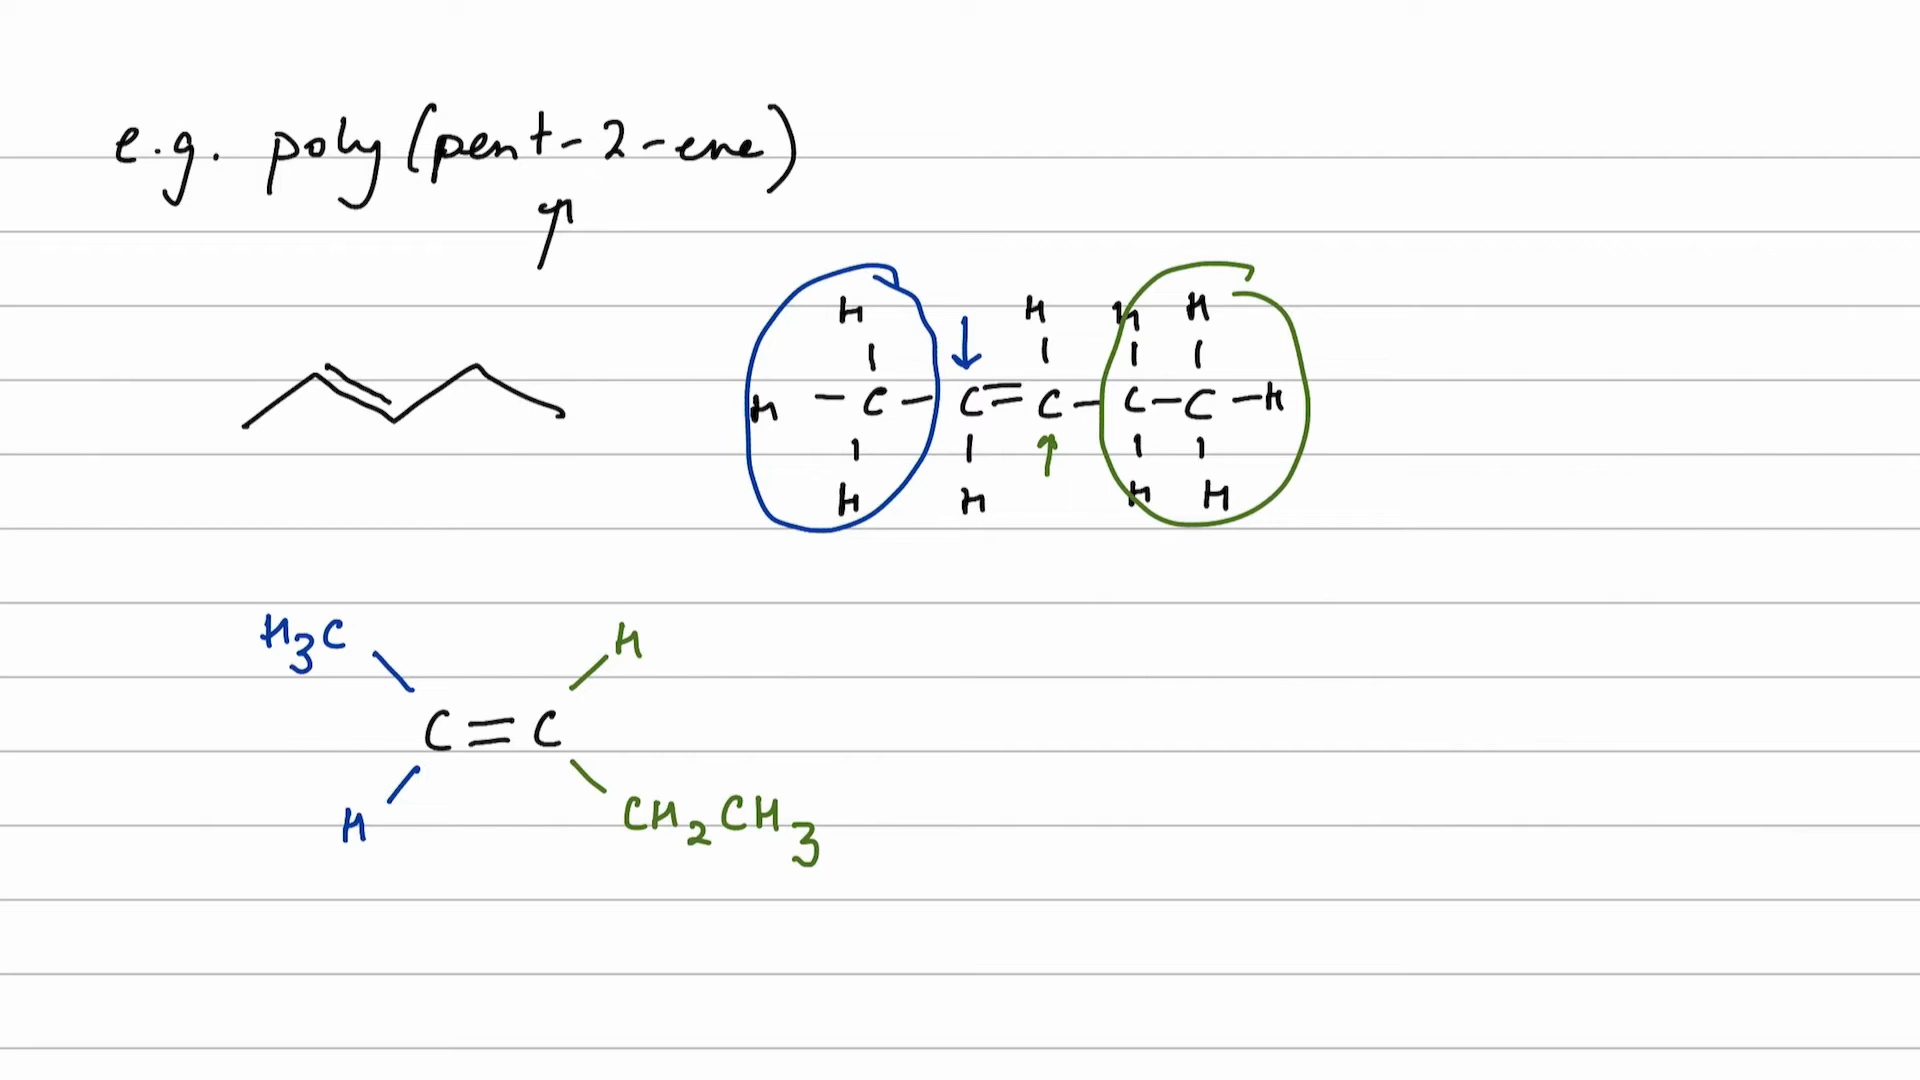 e.g. poly(pent-2-ene)
H H H H
H - C - C = C - C - C - H
H H H H
H₃C H
C = C
H CH₂CH₃